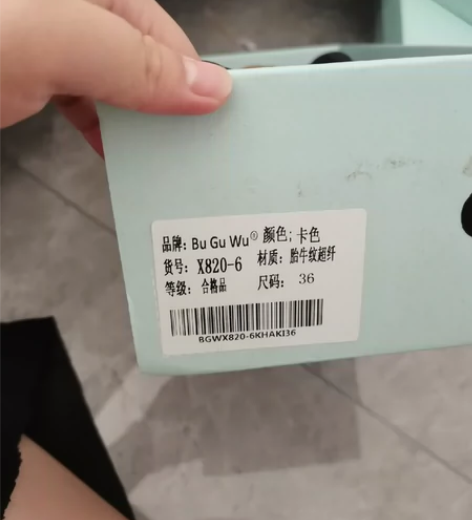 品牌: Bu Gu Wu® 颜色: 卡色
货号: X820-6 材质: 胎牛纹超纤
等级: 合格品 尺码: 36
BGWX820-6KHAKI36